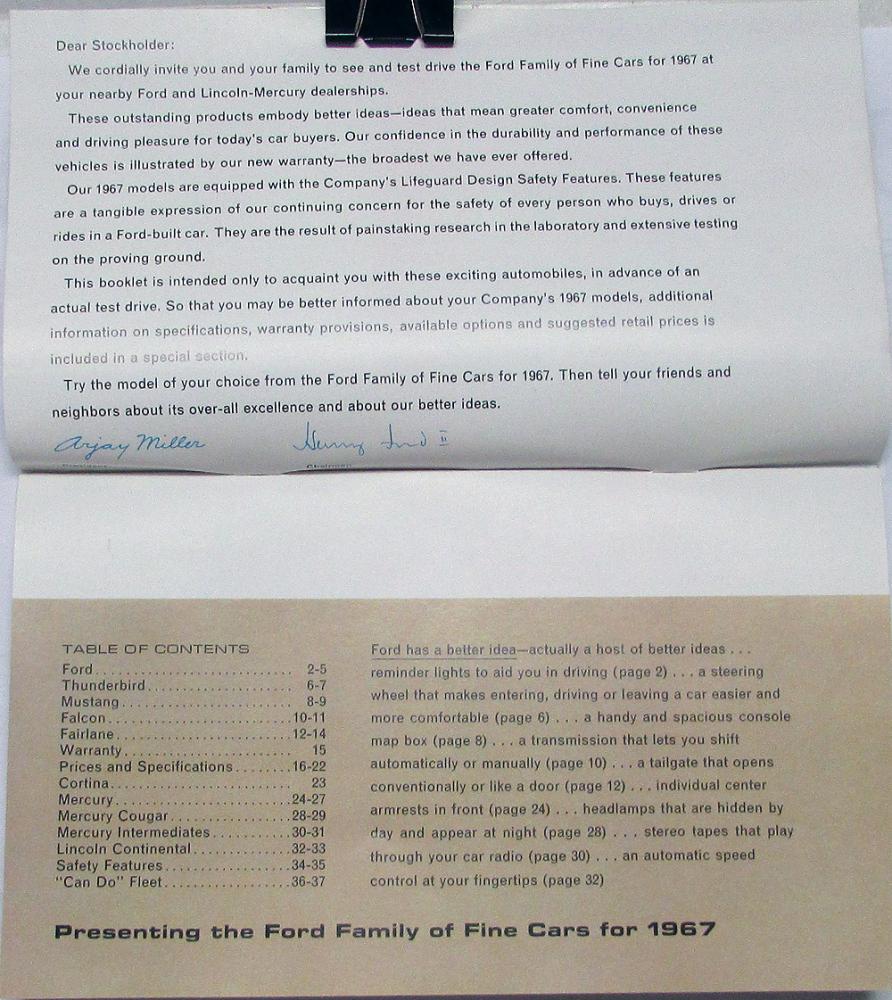 Dear Stockholder:
We cordially invite you and your family to see and test drive the Ford Family of Fine Cars for 1967 at
your nearby Ford and Lincoln-Mercury dealerships.
These outstanding products embody better ideas—ideas that mean greater comfort, convenience
and driving pleasure for today's car buyers. Our confidence in the durability and performance of these
vehicles is illustrated by our new warranty—the broadest we have ever offered.
Our 1967 models are equipped with the Company's Lifeguard Design Safety Features. These features
are a tangible expression of our continuing concern for the safety of every person who buys, drives or
rides in a Ford-built car. They are the result of painstaking research in the laboratory and extensive testing
on the proving ground.
This booklet is intended only to acquaint you with these exciting automobiles, in advance of an
actual test drive. So that you may be better informed about your Company's 1967 models, additional
information on specifications, warranty provisions, available options and suggested retail prices is
included in a special section.
Try the model of your choice from the Ford Family of Fine Cars for 1967. Then tell your friends and
neighbors about its over-all excellence and about our better ideas.
Arjay Miller Henry Ford II
President Chairman
TABLE OF CONTENTS
Ford . . . . . . . . . . . . . . . . . . . . . . . . . 2-5
Thunderbird . . . . . . . . . . . . . . . . . . 6-7
Mustang . . . . . . . . . . . . . . . . . . . . . 8-9
Falcon . . . . . . . . . . . . . . . . . . . . . . . 10-11
Fairlane . . . . . . . . . . . . . . . . . . . . . 12-14
Warranty . . . . . . . . . . . . . . . . . . . . 15
Prices and Specifications . . . . . . . . 16-22
Cortina . . . . . . . . . . . . . . . . . . . . . . 23
Mercury . . . . . . . . . . . . . . . . . . . . . . 24-27
Mercury Cougar . . . . . . . . . . . . . . . 28-29
Mercury Intermediates . . . . . . . . . . 30-31
Lincoln Continental . . . . . . . . . . . . 32-33
Safety Features . . . . . . . . . . . . . . . . 34-35
"Can Do" Fleet . . . . . . . . . . . . . . . . 36-37
Ford has a better idea—actually a host of better ideas . . .
reminder lights to aid you in driving (page 2) . . . a steering
wheel that makes entering, driving or leaving a car easier and
more comfortable (page 6) . . . a handy and spacious console
map box (page 8) . . . a transmission that lets you shift
automatically or manually (page 10) . . . a tailgate that opens
conventionally or like a door (page 12) . . . individual center
armrests in front (page 24) . . . headlamps that are hidden by
day and appear at night (page 28) . . . stereo tapes that play
through your car radio (page 30) . . . an automatic speed
control at your fingertips (page 32)
Presenting the Ford Family of Fine Cars for 1967